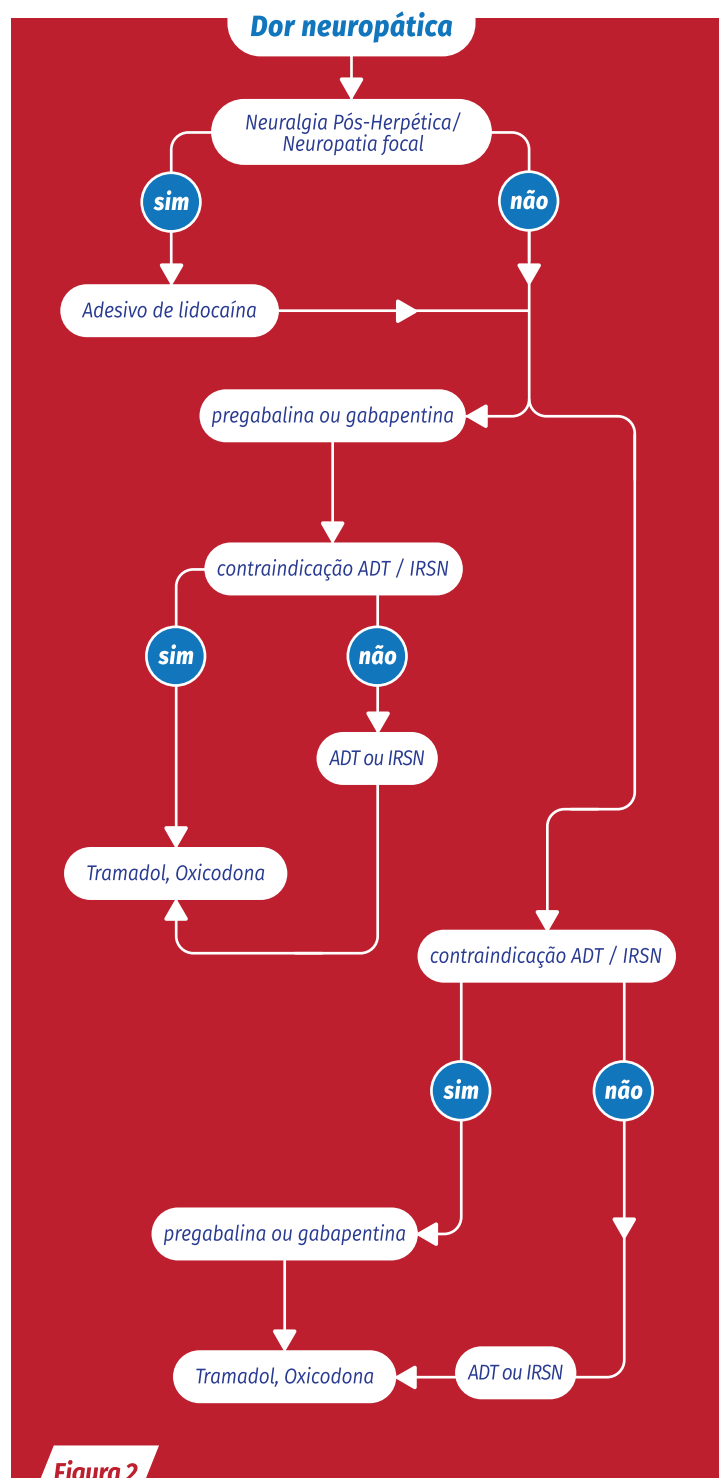 Dor neuropática
Neuralgia Pós-Herpética/
Neuropatia focal
sim
não
Adesivo de lidocaína
pregabalina ou gabapentina
contraindicação ADT / IRSN
sim
não
ADT ou IRSN
Tramadol, Oxicodona
contraindicação ADT / IRSN
sim
não
pregabalina ou gabapentina
ADT ou IRSN
Tramadol, Oxicodona
Figura 2